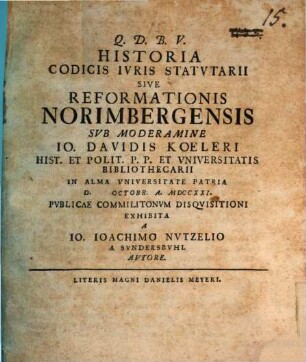 15.
Q. D. B. V.
HISTORIA
CODICIS IVRIS STATVTARII
SIVE
REFORMATIONIS
NORIMBERGENSIS
SVB MODERAMINE
IO. DAVIDIS KOELERI
HIST. ET POLIT. P. P. ET VNIVERSITATIS
BIBLIOTHECARII
IN ALMA VNIVERSITATE PATRIA
D. OCTOBR. A. MDCCXXI.
PVBLICAE COMMILITONVM DISQVISITIONI
EXHIBITA
A
IO. IOACHIMO NVTZELIO
A SVNDERSBVHL
AVTORE.
LITERIS MAGNI DANIELIS MEYERI.